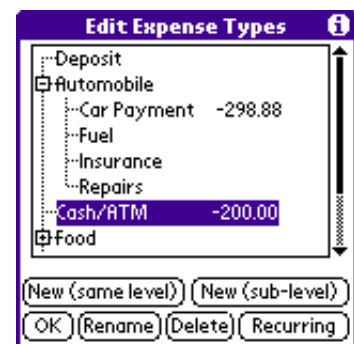 Edit Expense Types i
Deposit
Automobile
Car Payment -298.88
Fuel
Insurance
Repairs
Cash/ATM -200.00
Food
New (same level) New (sub-level)
OK Rename Delete Recurring